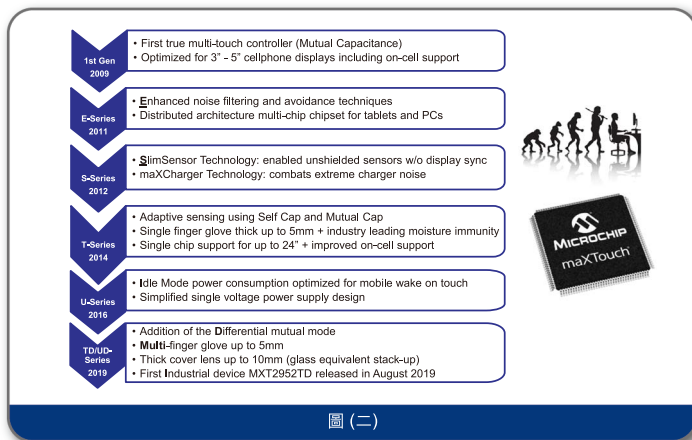 1st Gen
2009
• First true multi-touch controller (Mutual Capacitance)
• Optimized for 3” - 5” cellphone displays including on-cell support
E-Series
2011
• Enhanced noise filtering and avoidance techniques
• Distributed architecture multi-chip chipset for tablets and PCs
S-Series
2012
• SlimSensor Technology: enabled unshielded sensors w/o display sync
• maXCharger Technology: combats extreme charger noise
T-Series
2014
• Adaptive sensing using Self Cap and Mutual Cap
• Single finger glove thick up to 5mm + industry leading moisture immunity
• Single chip support for up to 24” + improved on-cell support
U-Series
2016
• Idle Mode power consumption optimized for mobile wake on touch
• Simplified single voltage power supply design
TD/UD-
Series
2019
• Addition of the Differential mutual mode
• Multi-finger glove up to 5mm
• Thick cover lens up to 10mm (glass equivalent stack-up)
• First Industrial device MXT2952TD released in August 2019
MICROCHIP
maXTouch
圖 (二)